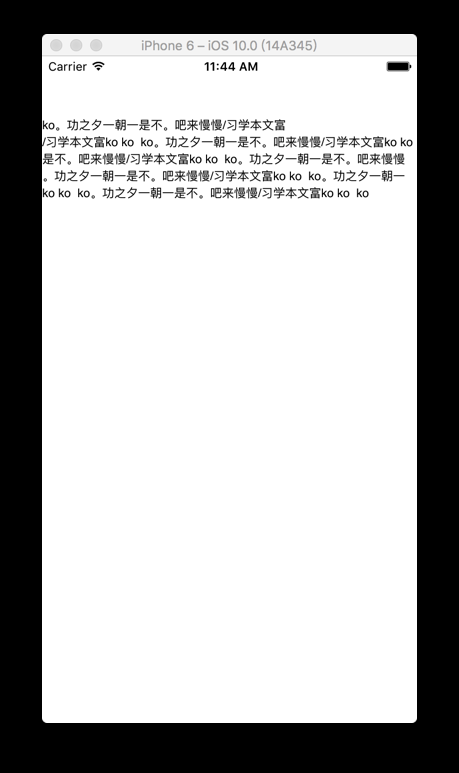 iPhone 6 – iOS 10.0 (14A345)
Carrier 11:44 AM
ko。功之夕一朝一是不。吧来慢慢/习学本文富
/习学本文富ko ko  ko。功之夕一朝一是不。吧来慢慢/习学本文富ko ko
是不。吧来慢慢/习学本文富ko ko  ko。功之夕一朝一是不。吧来慢慢
。功之夕一朝一是不。吧来慢慢/习学本文富ko ko  ko。功之夕一朝一
ko ko  ko。功之夕一朝一是不。吧来慢慢/习学本文富ko ko  ko